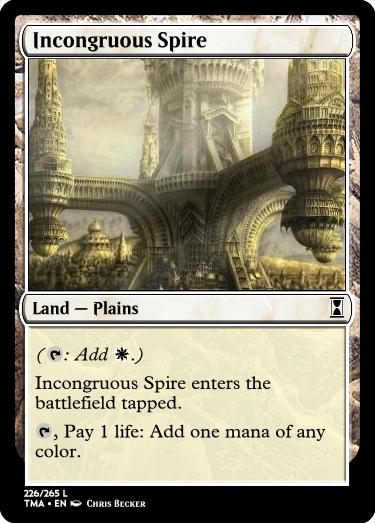 Incongruous Spire
Land — Plains
(: Add .)
Incongruous Spire enters the
battlefield tapped.
, Pay 1 life: Add one mana of any
color.
226/265 L
TMA • EN Chris Becker